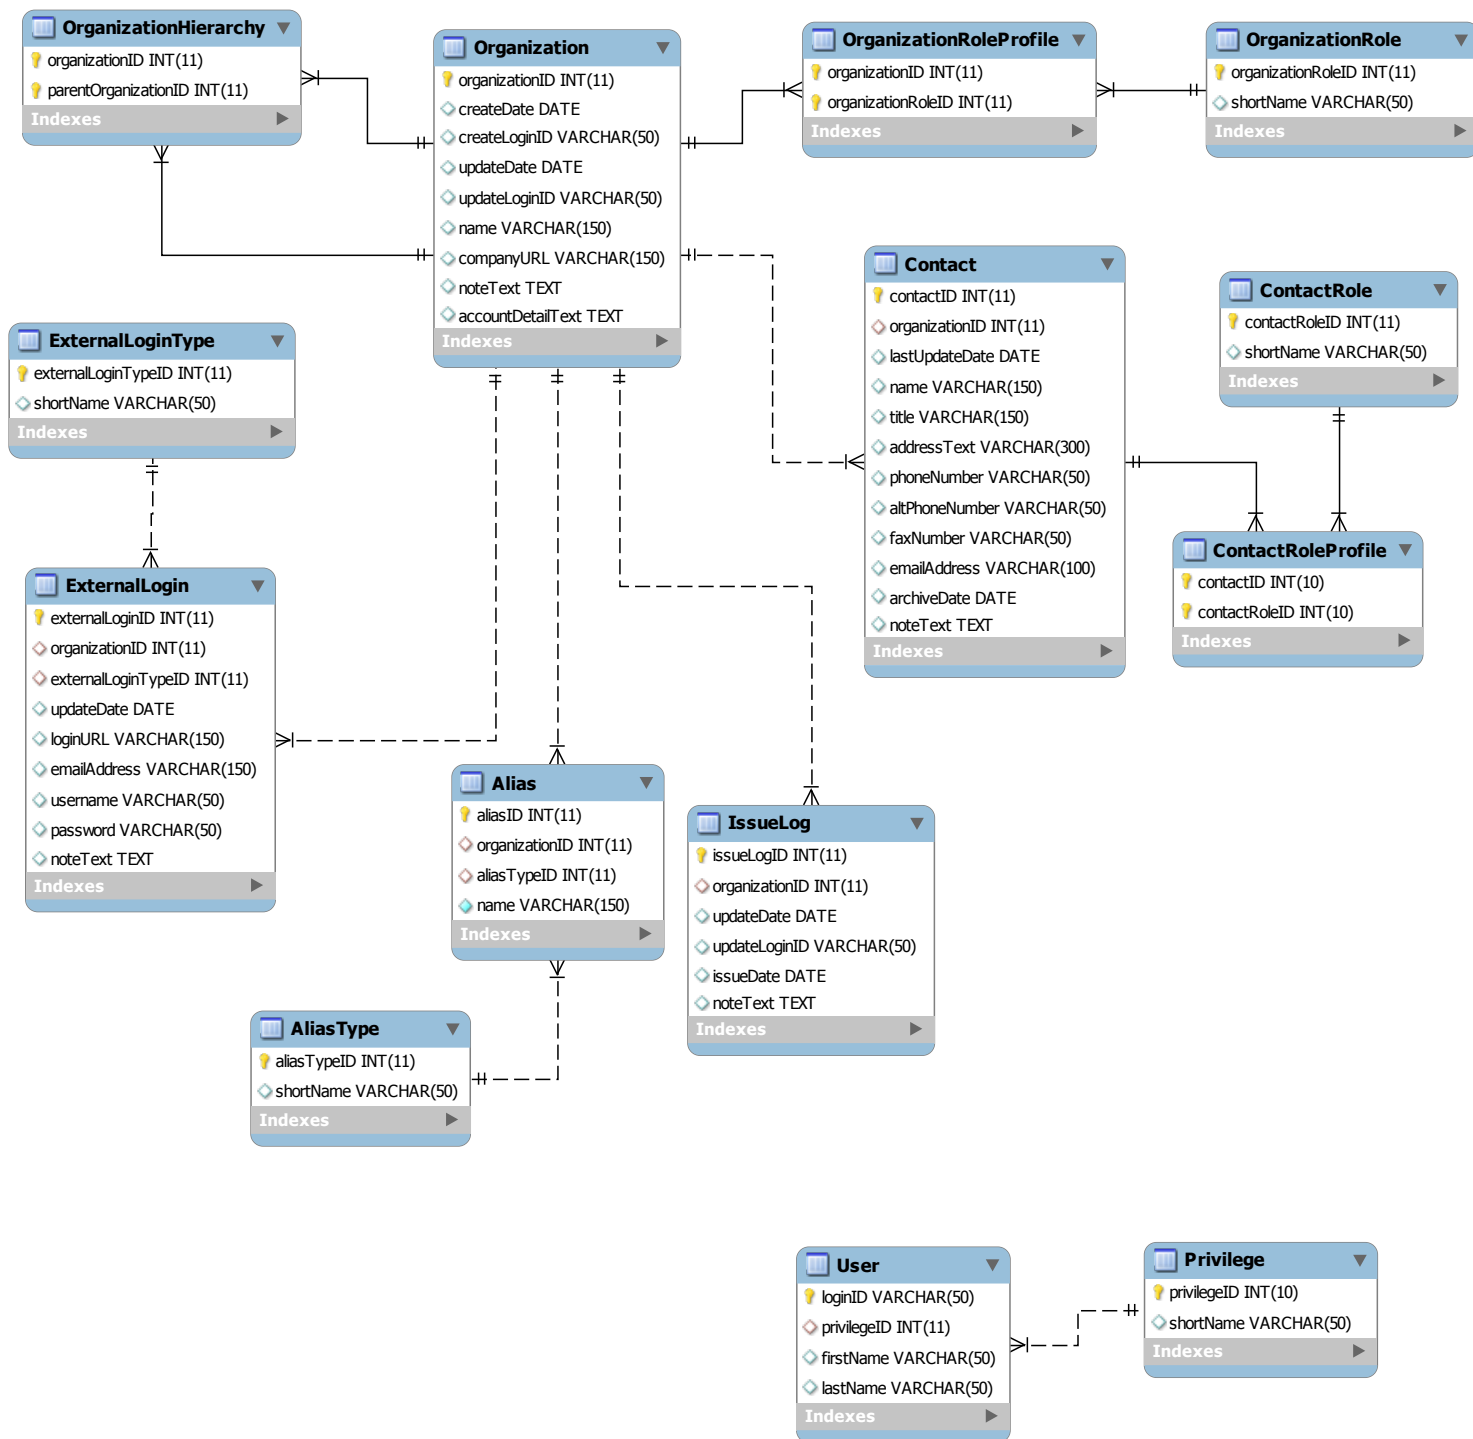 OrganizationHierarchy
organizationID INT(11)
parentOrganizationID INT(11)
Indexes
Organization
organizationID INT(11)
createDate DATE
createLoginID VARCHAR(50)
updateDate DATE
updateLoginID VARCHAR(50)
name VARCHAR(150)
companyURL VARCHAR(150)
noteText TEXT
accountDetailText TEXT
Indexes
OrganizationRoleProfile
organizationID INT(11)
organizationRoleID INT(11)
Indexes
OrganizationRole
organizationRoleID INT(11)
shortName VARCHAR(50)
Indexes
Contact
contactID INT(11)
organizationID INT(11)
lastUpdateDate DATE
name VARCHAR(150)
title VARCHAR(150)
addressText VARCHAR(300)
phoneNumber VARCHAR(50)
altPhoneNumber VARCHAR(50)
faxNumber VARCHAR(50)
emailAddress VARCHAR(100)
archiveDate DATE
noteText TEXT
Indexes
ContactRole
contactRoleID INT(11)
shortName VARCHAR(50)
Indexes
ExternalLoginType
externalLoginTypeID INT(11)
shortName VARCHAR(50)
Indexes
ContactRoleProfile
contactID INT(10)
contactRoleID INT(10)
Indexes
ExternalLogin
externalLoginID INT(11)
organizationID INT(11)
externalLoginTypeID INT(11)
updateDate DATE
loginURL VARCHAR(150)
emailAddress VARCHAR(150)
username VARCHAR(50)
password VARCHAR(50)
noteText TEXT
Indexes
Alias
aliasID INT(11)
organizationID INT(11)
aliasTypeID INT(11)
name VARCHAR(150)
Indexes
IssueLog
issueLogID INT(11)
organizationID INT(11)
updateDate DATE
updateLoginID VARCHAR(50)
issueDate DATE
noteText TEXT
Indexes
AliasType
aliasTypeID INT(11)
shortName VARCHAR(50)
Indexes
User
loginID VARCHAR(50)
privilegeID INT(11)
firstName VARCHAR(50)
lastName VARCHAR(50)
Indexes
Privilege
privilegeID INT(10)
shortName VARCHAR(50)
Indexes